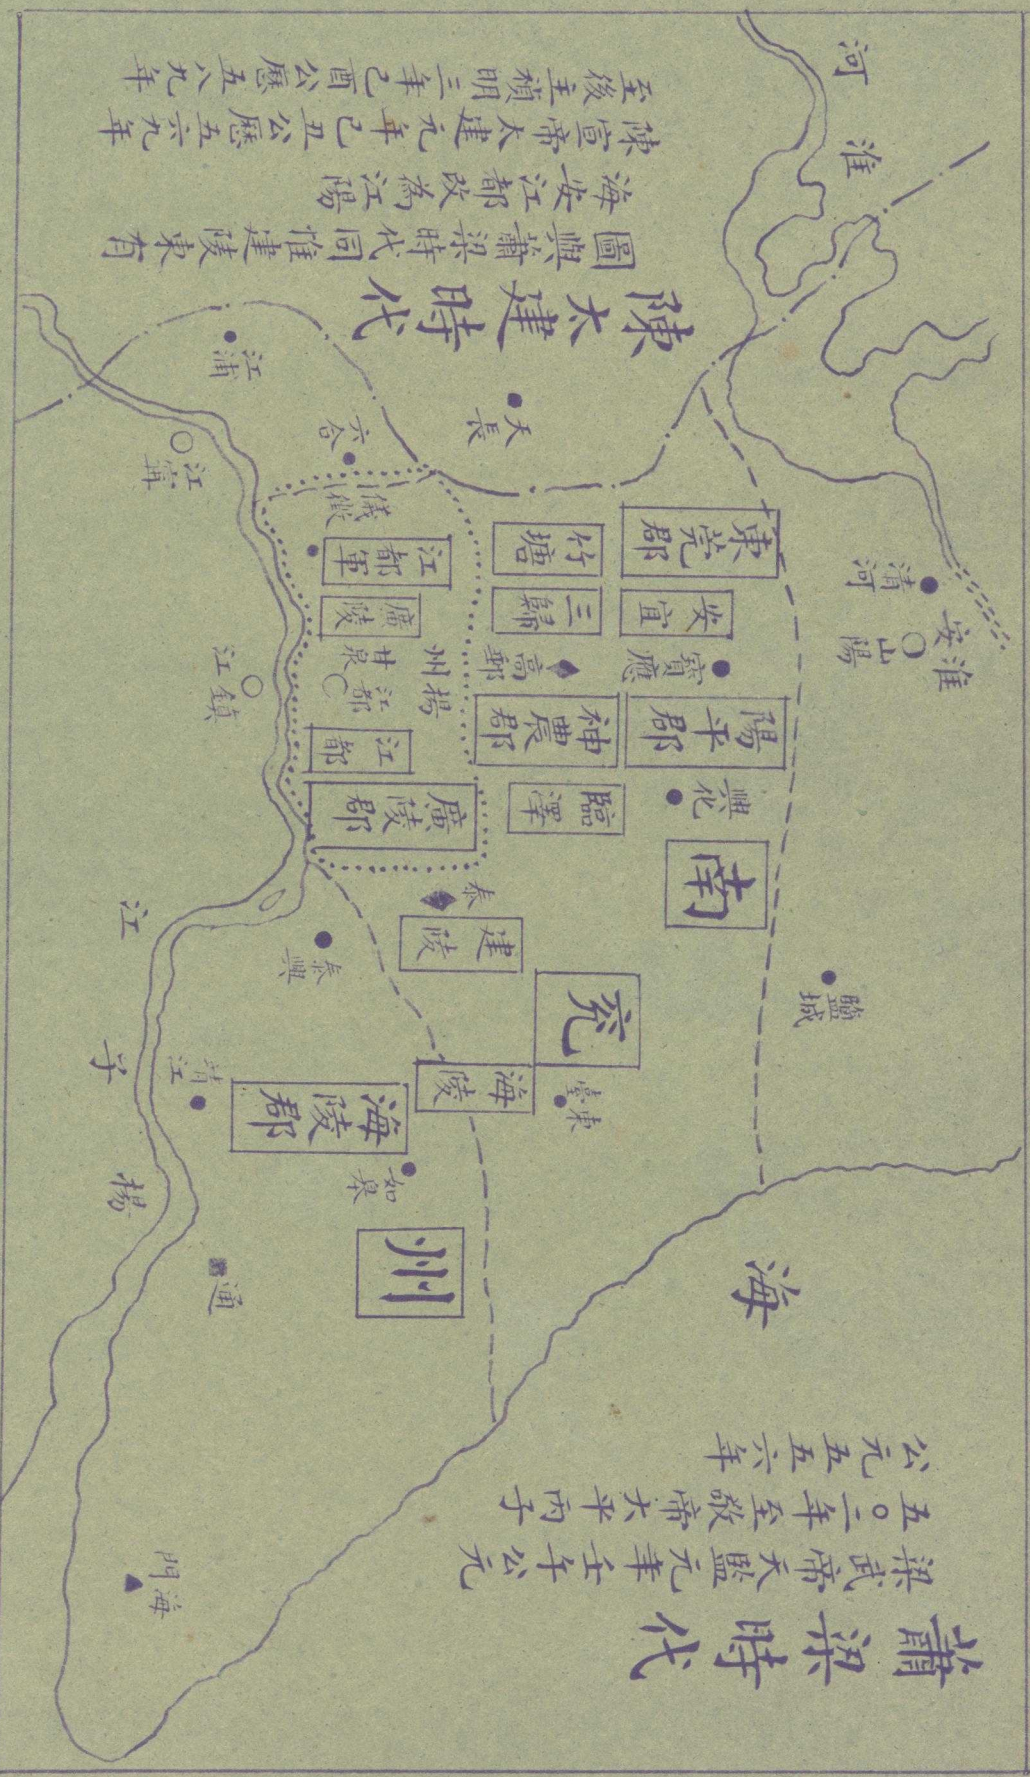 蕭梁時代
梁武帝天監元年壬午公元
五〇二年至敬帝太平丙子
公元五五六年
陳太建時代
圖與蕭梁時代同惟建陵東有
海安江都改為江陽
陳宣帝太建元年己丑公歷五六九年
至後主禎明三年己酉公歷五八九年
海
南
兗
州
淮河
清河
淮安
山陽
鹽城
東莞郡
安宜
寶應
陽平郡
興化
竹塘
三歸
高郵
神農郡
臨澤
天長
六合
江浦
江寧
儀徵
江都軍
廣陵
揚州
甘泉
江都
江都
廣陵郡
鎮江
泰
建陵
泰興
海陵
東臺
海陵郡
靖江
如皋
通
海門
揚子江